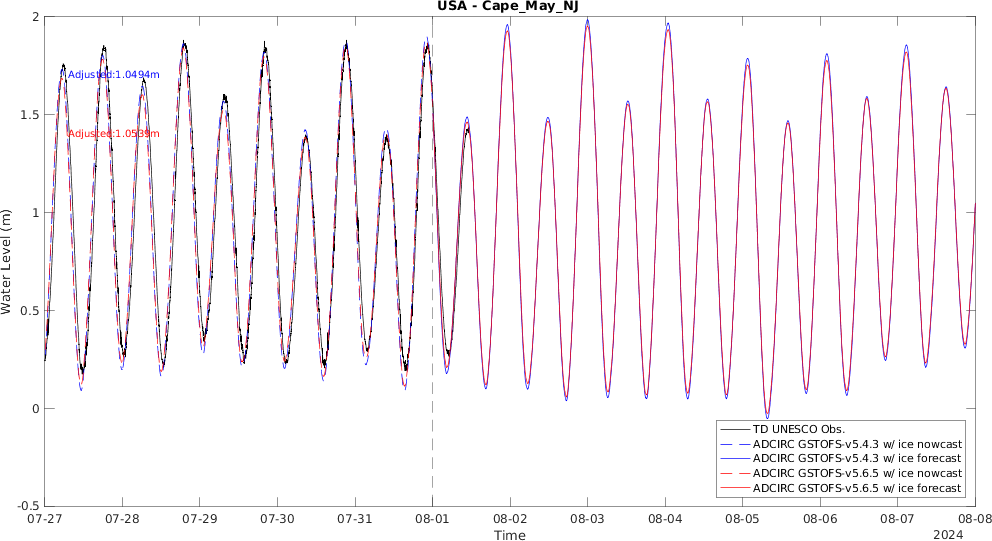 USA - Cape_May_NJ
2
1.5
1
0.5
0
-0.5
Water Level (m)
Adjusted:1.0494m
Adjusted:1.0539m
TD UNESCO Obs.
ADCIRC GSTOFS-v5.4.3 w/ ice nowcast
ADCIRC GSTOFS-v5.4.3 w/ ice forecast
ADCIRC GSTOFS-v5.6.5 w/ ice nowcast
ADCIRC GSTOFS-v5.6.5 w/ ice forecast
07-27 07-28 07-29 07-30 07-31 08-01 08-02 08-03 08-04 08-05 08-06 08-07 08-08
Time
2024